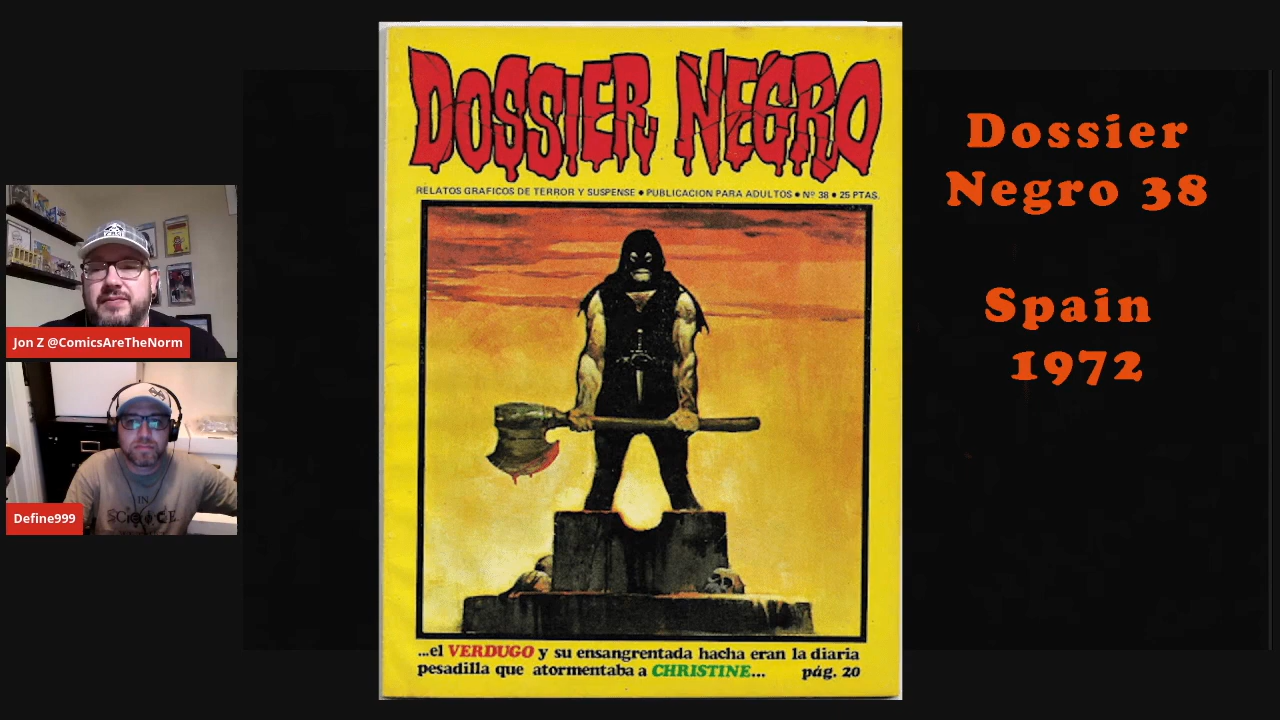 DOSSIER NEGRO
RELATOS GRAFICOS DE TERROR Y SUSPENSE • PUBLICACION PARA ADULTOS • Nº 38 • 25 PTAS.
...el VERDUGO y su ensangrentada hacha eran la diaria
pesadilla que atormentaba a CHRISTINE... pág. 20
Dossier
Negro 38
Spain
1972
Jon Z @ComicsAreTheNorm
IN
Define999